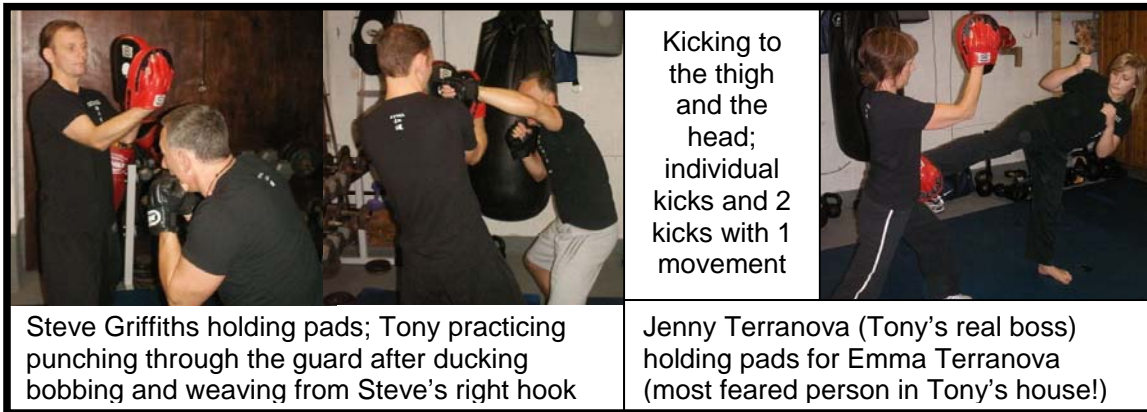 Kicking to
the thigh
and the
head;
individual
kicks and 2
kicks with 1
movement
Steve Griffiths holding pads; Tony practicing
punching through the guard after ducking
bobbing and weaving from Steve’s right hook
Jenny Terranova (Tony’s real boss)
holding pads for Emma Terranova
(most feared person in Tony’s house!)